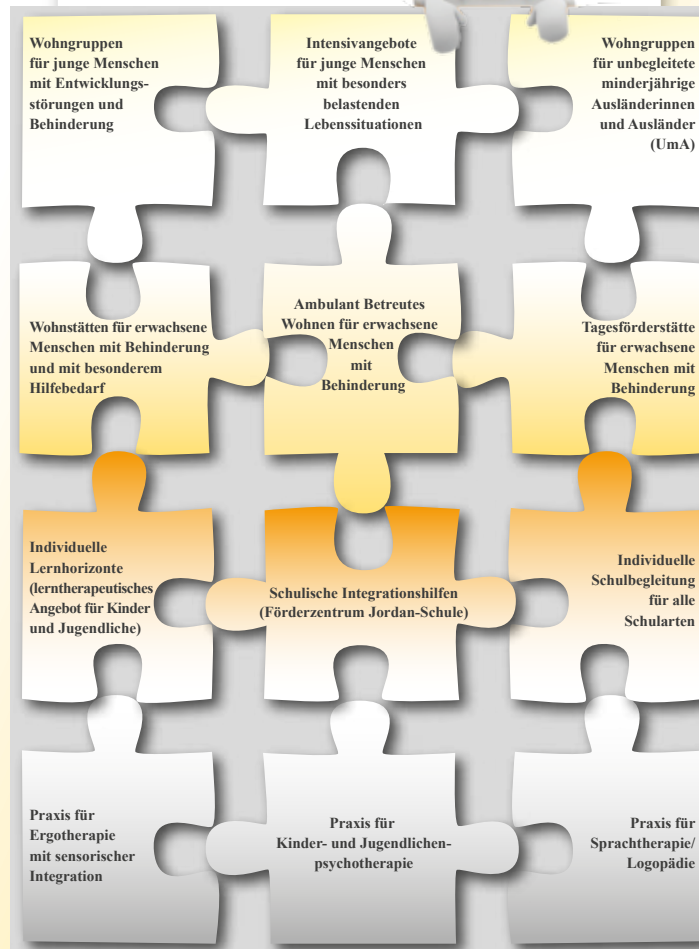 Wohngruppen
für junge Menschen
mit Entwicklungs-
störungen und
Behinderung
Intensivangebote
für junge Menschen
mit besonders
belastenden
Lebenssituationen
Wohngruppen
für unbegleitete
minderjährige
Ausländerinnen
und Ausländer
(UmA)
Wohnstätten für erwachsene
Menschen mit Behinderung
und mit besonderem
Hilfebedarf
Ambulant Betreutes
Wohnen für erwachsene
Menschen
mit
Behinderung
Tagesförderstätte
für erwachsene
Menschen mit
Behinderung
Individuelle
Lernhorizonte
(lerntherapeutisches
Angebot für Kinder
und Jugendliche)
Schulische Integrationshilfen
(Förderzentrum Jordan-Schule)
Individuelle
Schulbegleitung
für alle
Schularten
Praxis für
Ergotherapie
mit sensorischer
Integration
Praxis für
Kinder- und Jugendlichen-
psychotherapie
Praxis für
Sprachtherapie/
Logopädie